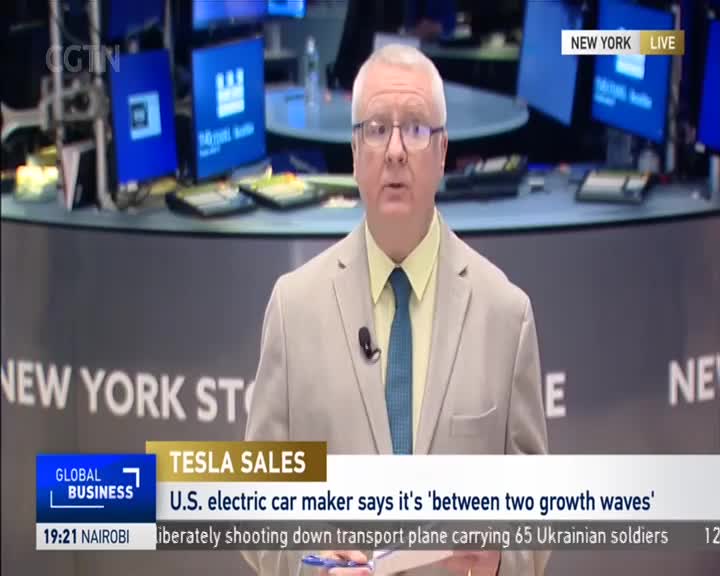 CGTN
NEW YORK LIVE
NEW YORK STO E NE
TESLA SALES
GLOBAL
BUSINESS
U.S. electric car maker says it's 'between two growth waves'
19:21 NAIROBI
liberately shooting down transport plane carrying 65 Ukrainian soldiers 12